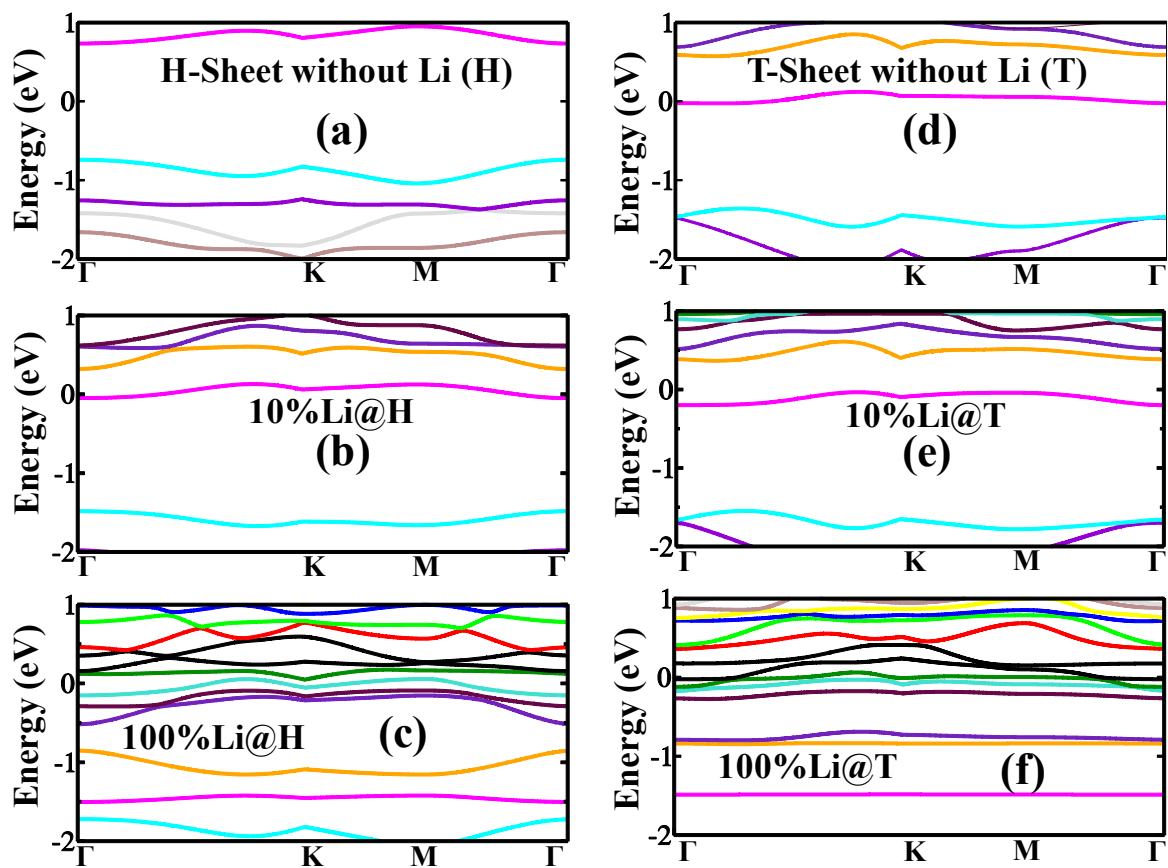 Energy (eV)
1
0
-1
-2
H-Sheet without Li (H)
(a)
Γ K M Γ
Energy (eV)
1
0
-1
-2
T-Sheet without Li (T)
(d)
Γ K M Γ
Energy (eV)
1
0
-1
-2
10%Li@H
(b)
Γ K M Γ
Energy (eV)
1
0
-1
-2
10%Li@T
(e)
Γ K M Γ
Energy (eV)
1
0
-1
-2
100%Li@H (c)
Γ K M Γ
Energy (eV)
1
0
-1
-2
100%Li@T (f)
Γ K M Γ